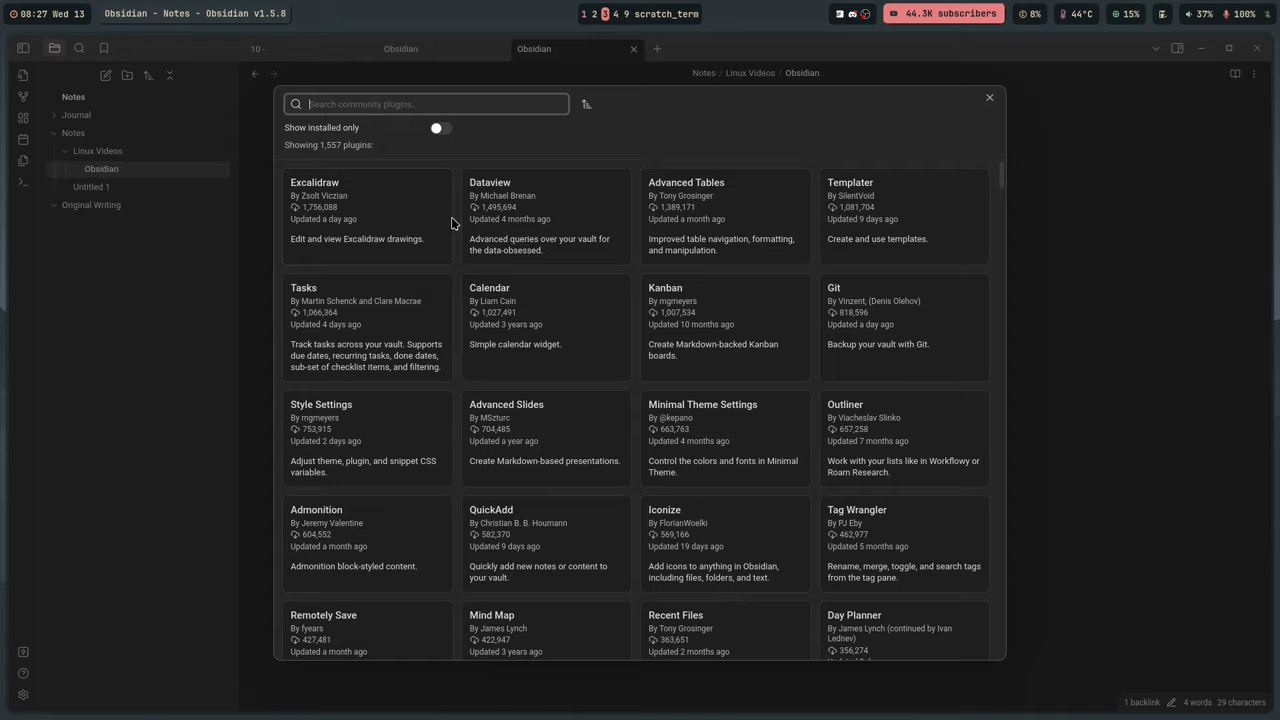 08:27 Wed 13
Obsidian - Notes - Obsidian v1.5.8
1 2 3 4 9 scratch_term
44.3K subscribers
8%
44°C
15%
37%
100%
10 -
Obsidian
Obsidian
Notes / Linux Videos / Obsidian
Notes
Journal
Notes
Linux Videos
Obsidian
Untitled 1
Original Writing
Search community plugins...
Show installed only
Showing 1,557 plugins:
Excalidraw
By Zsolt Viczian
1,756,088
Updated a day ago
Edit and view Excalidraw drawings.
Dataview
By Michael Brenan
1,495,694
Updated 4 months ago
Advanced queries over your vault for
the data-obsessed.
Advanced Tables
By Tony Grosinger
1,389,171
Updated a month ago
Improved table navigation, formatting,
and manipulation.
Templater
By SilentVoid
1,081,704
Updated 9 days ago
Create and use templates.
Tasks
By Martin Schenck and Clare Macrae
1,066,364
Updated 4 days ago
Track tasks across your vault. Supports
due dates, recurring tasks, done dates,
sub-set of checklist items, and filtering.
Calendar
By Liam Cain
1,027,491
Updated 3 years ago
Simple calendar widget.
Kanban
By mgmeyers
1,007,534
Updated 10 months ago
Create Markdown-backed Kanban
boards.
Git
By Vinzent, (Denis Olehov)
818,596
Updated a day ago
Backup your vault with Git.
Style Settings
By mgmeyers
753,915
Updated 2 days ago
Adjust theme, plugin, and snippet CSS
variables.
Advanced Slides
By MSzturc
704,485
Updated a year ago
Create Markdown-based presentations.
Minimal Theme Settings
By @kepano
663,763
Updated 4 months ago
Control the colors and fonts in Minimal
Theme.
Outliner
By Viacheslav Slinko
657,258
Updated 7 months ago
Work with your lists like in Workflowy or
Roam Research.
Admonition
By Jeremy Valentine
604,552
Updated a month ago
Admonition block-styled content.
QuickAdd
By Christian B. B. Houmann
582,370
Updated 9 days ago
Quickly add new notes or content to
your vault.
Iconize
By FlorianWoelki
569,166
Updated 19 days ago
Add icons to anything in Obsidian,
including files, folders, and text.
Tag Wrangler
By PJ Eby
462,977
Updated 5 months ago
Rename, merge, toggle, and search tags
from the tag pane.
Remotely Save
By fyears
427,481
Updated a month ago
Mind Map
By James Lynch
422,947
Updated 3 years ago
Recent Files
By Tony Grosinger
363,651
Updated 2 months ago
Day Planner
By James Lynch (continued by Ivan
Lednev)
356,274
1 backlink
4 words
29 characters